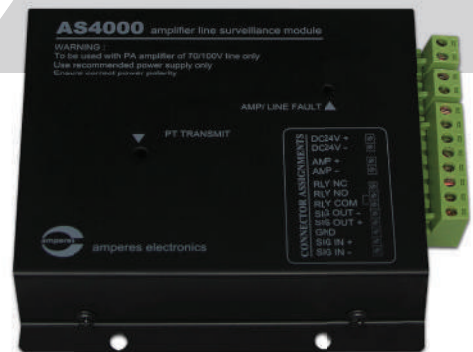 AS4000 amplifier line surveillance module
WARNING :
To be used with PA amplifier of 70/100V line only
Use recommended power supply only
Ensure correct power polarity
AMP/ LINE FAULT ▲
▼ PT TRANSMIT
CONNECTOR ASSIGNMENTS
DC24V +
DC24V -
AMP +
AMP -
RLY NC
RLY NO
RLY COM
SIG OUT -
SIG OUT +
GND
SIG IN +
SIG IN -
amperes
amperes electronics